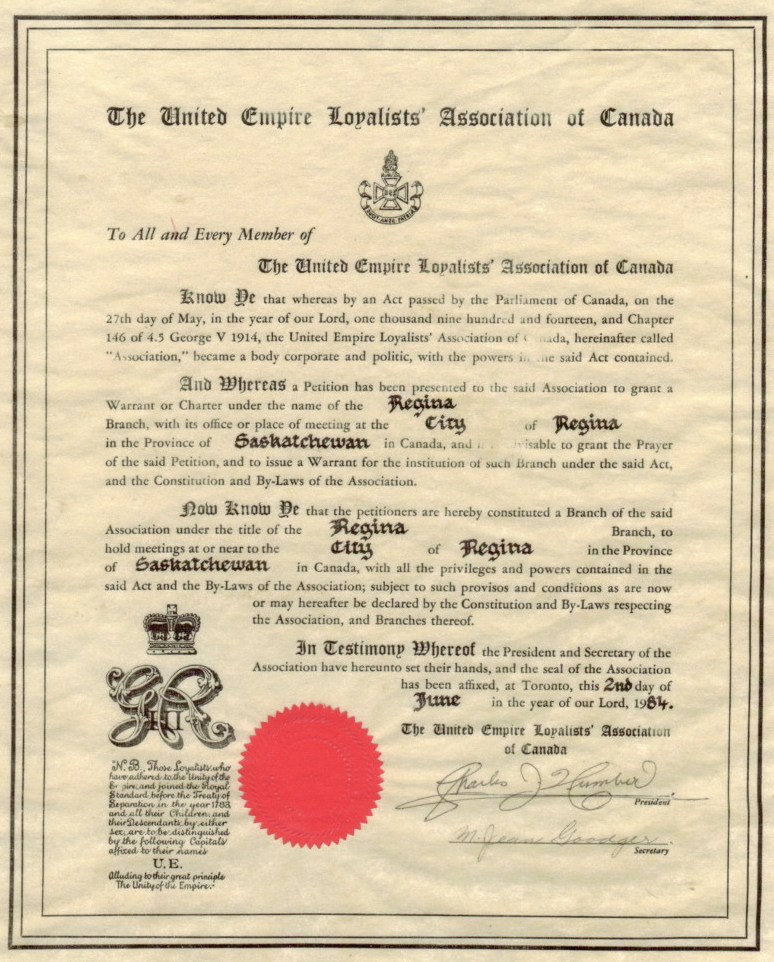 The United Empire Loyalists' Association of Canada
To All and Every Member of
The United Empire Loyalists' Association of Canada
Know Ye that whereas by an Act passed by the Parliament of Canada, on the
27th day of May, in the year of our Lord, one thousand nine hundred and fourteen, and Chapter
146 of 4.5 George V 1914, the United Empire Loyalists' Association of Canada, hereinafter called
"Association," became a body corporate and politic, with the powers in the said Act contained.
And Whereas a Petition has been presented to the said Association to grant a
Warrant or Charter under the name of the Regina
Branch, with its office or place of meeting at the City of Regina
in the Province of Saskatchewan in Canada, and advisable to grant the Prayer
of the said Petition, and to issue a Warrant for the institution of such Branch under the said Act,
and the Constitution and By-Laws of the Association.
Now Know Ye that the petitioners are hereby constituted a Branch of the said
Association under the title of the Regina Branch, to
hold meetings at or near to the City of Regina in the Province
of Saskatchewan in Canada, with all the privileges and powers contained in the
said Act and the By-Laws of the Association; subject to such provisos and conditions as are now
or may hereafter be declared by the Constitution and By-Laws respecting
the Association, and Branches thereof.
In Testimony Whereof the President and Secretary of the
Association have hereunto set their hands, and the seal of the Association
has been affixed, at Toronto, this 2nd day of
June in the year of our Lord, 1984.
The United Empire Loyalists' Association
of Canada
Charles J Humber
President
M. Jean Goodger
Secretary
GR
III
N.B. Those Loyalists who
have adhered to the Unity of the
Empire, and joined the Royal
Standard before the Treaty of
Separation in the year 1783
and all their Children and
their Descendants by either
sex, are to be distinguished
by the following Capitals
affixed to their names
U.E.
Alluding to their great principle
The Unity of the Empire.